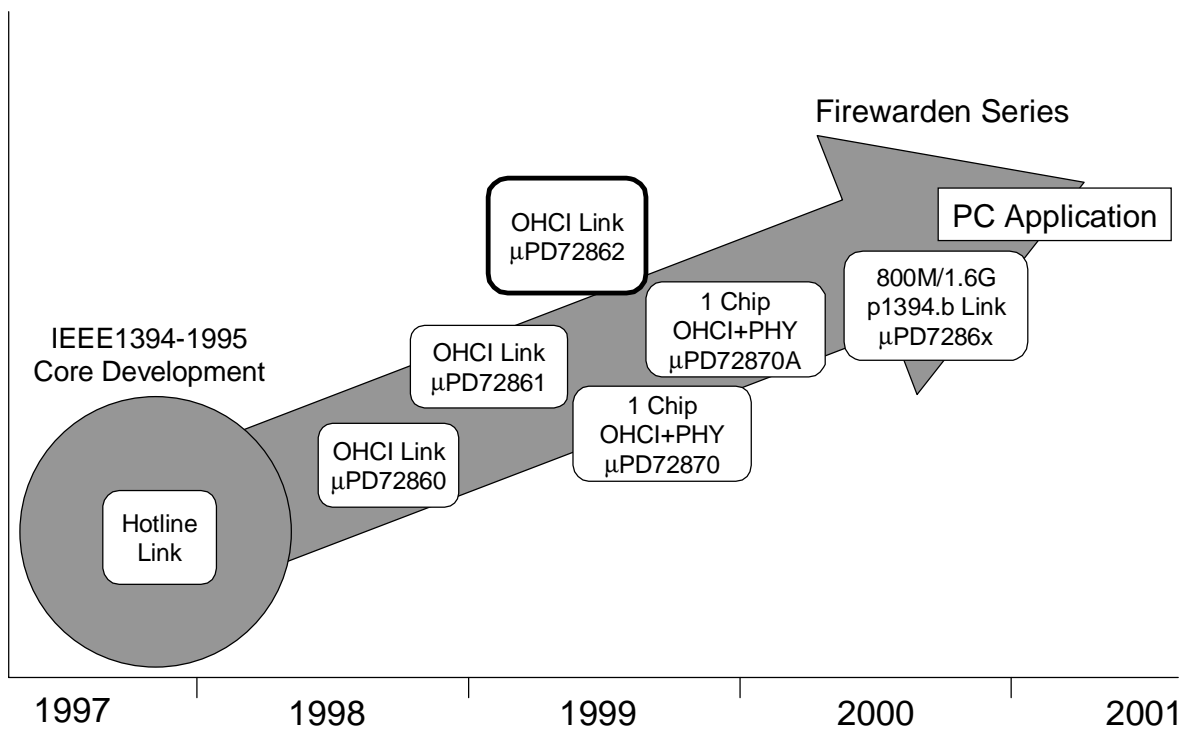 Firewarden Series
PC Application
OHCI Link
μPD72862
800M/1.6G
p1394.b Link
μPD7286x
1 Chip
OHCI+PHY
μPD72870A
IEEE1394-1995
Core Development
OHCI Link
μPD72861
1 Chip
OHCI+PHY
μPD72870
OHCI Link
μPD72860
Hotline
Link
1997
1998
1999
2000
2001